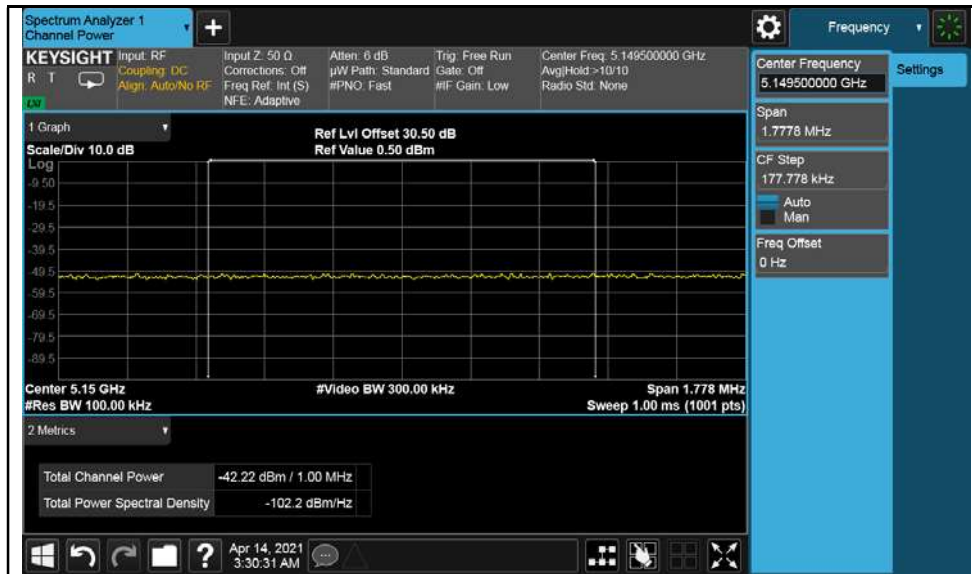 Spectrum Analyzer 1
Channel Power
+
Frequency
KEYSIGHT
R T
LXI
Input: RF
Coupling: DC
Align: Auto/No RF
Input Z: 50 Ω
Corrections: Off
Freq Ref: Int (S)
NFE: Adaptive
Atten: 6 dB
µW Path: Standard
#PNO: Fast
Trig: Free Run
Gate: Off
#IF Gain: Low
Center Freq: 5.149500000 GHz
Avg|Hold:>10/10
Radio Std: None
Center Frequency
5.149500000 GHz
Settings
Span
1.7778 MHz
CF Step
177.778 kHz
Auto
Man
Freq Offset
0 Hz
1 Graph
Scale/Div 10.0 dB
Ref Lvl Offset 30.50 dB
Ref Value 0.50 dBm
Log
-9.50
-19.5
-29.5
-39.5
-49.5
-59.5
-69.5
-79.5
-89.5
Center 5.15 GHz
#Video BW 300.00 kHz
Span 1.778 MHz
#Res BW 100.00 kHz
Sweep 1.00 ms (1001 pts)
2 Metrics
Total Channel Power -42.22 dBm / 1.00 MHz
Total Power Spectral Density -102.2 dBm/Hz
?
Apr 14, 2021
3:30:31 AM